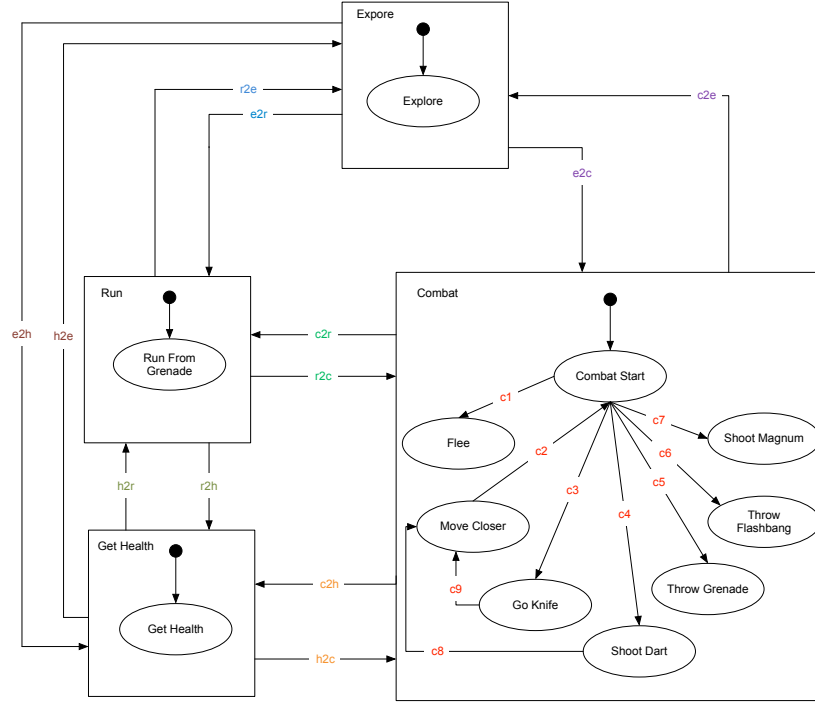 Expore
Explore
r2e
e2r
c2e
e2c
Run
Run From
Grenade
e2h
h2e
c2r
r2c
h2r
r2h
Get Health
Get Health
c2h
h2c
Combat
Combat Start
c1
Flee
c2
c3
c4
c5
c6
c7
Shoot Magnum
Throw
Flashbang
Move Closer
c9
Go Knife
Throw Grenade
c8
Shoot Dart